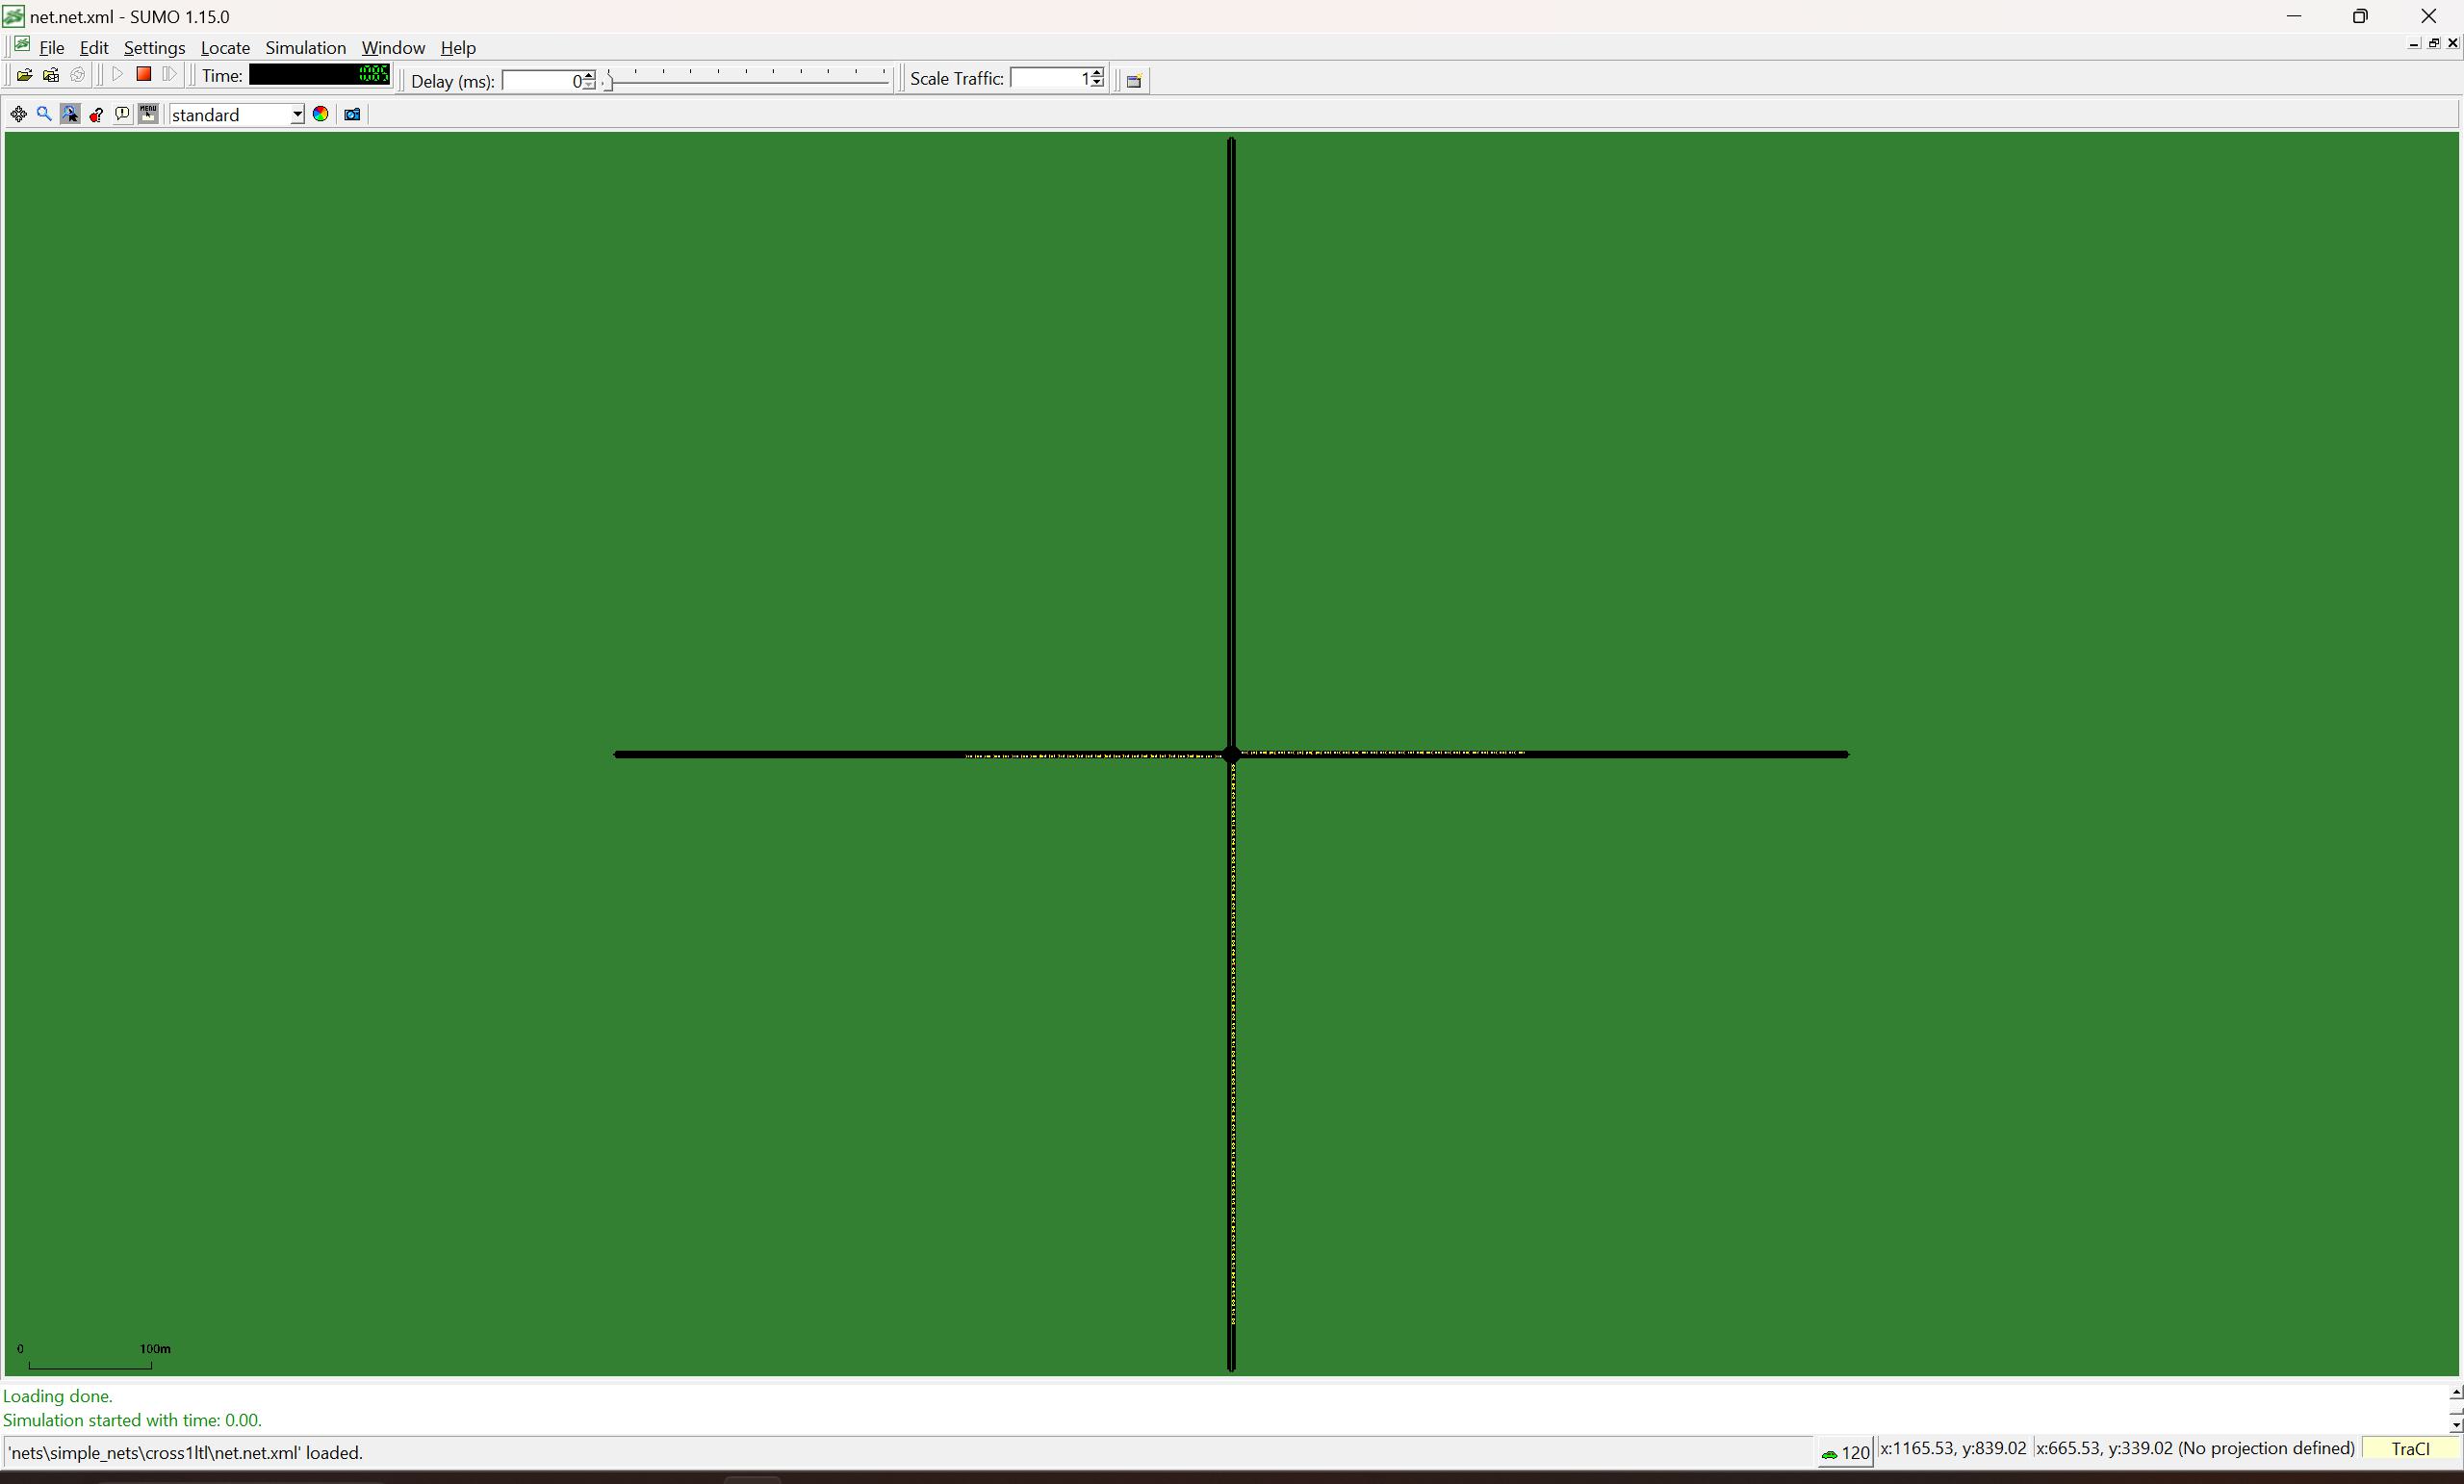 net.net.xml - SUMO 1.15.0
File Edit Settings Locate Simulation Window Help
Time: 1085 Delay (ms): 0 Scale Traffic: 1
standard
0 100m
Loading done.
Simulation started with time: 0.00.
'nets\simple_nets\cross1ltl\net.net.xml' loaded. 120 x:1165.53, y:839.02 x:665.53, y:339.02 (No projection defined) TraCI